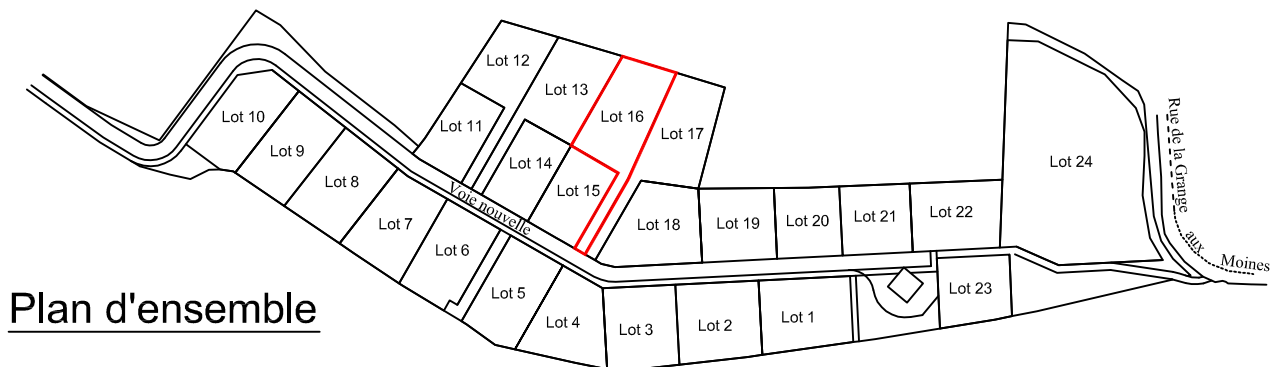 Lot 12
Lot 13
Lot 16
Lot 17
Lot 10
Lot 11
Lot 9
Lot 14
Lot 15
Lot 8
Lot 24
Rue de la Grange
aux
Moines
Voie nouvelle
Lot 7
Lot 18
Lot 19
Lot 20
Lot 21
Lot 22
Lot 6
Lot 5
Lot 4
Lot 3
Lot 2
Lot 1
Lot 23
Plan d'ensemble